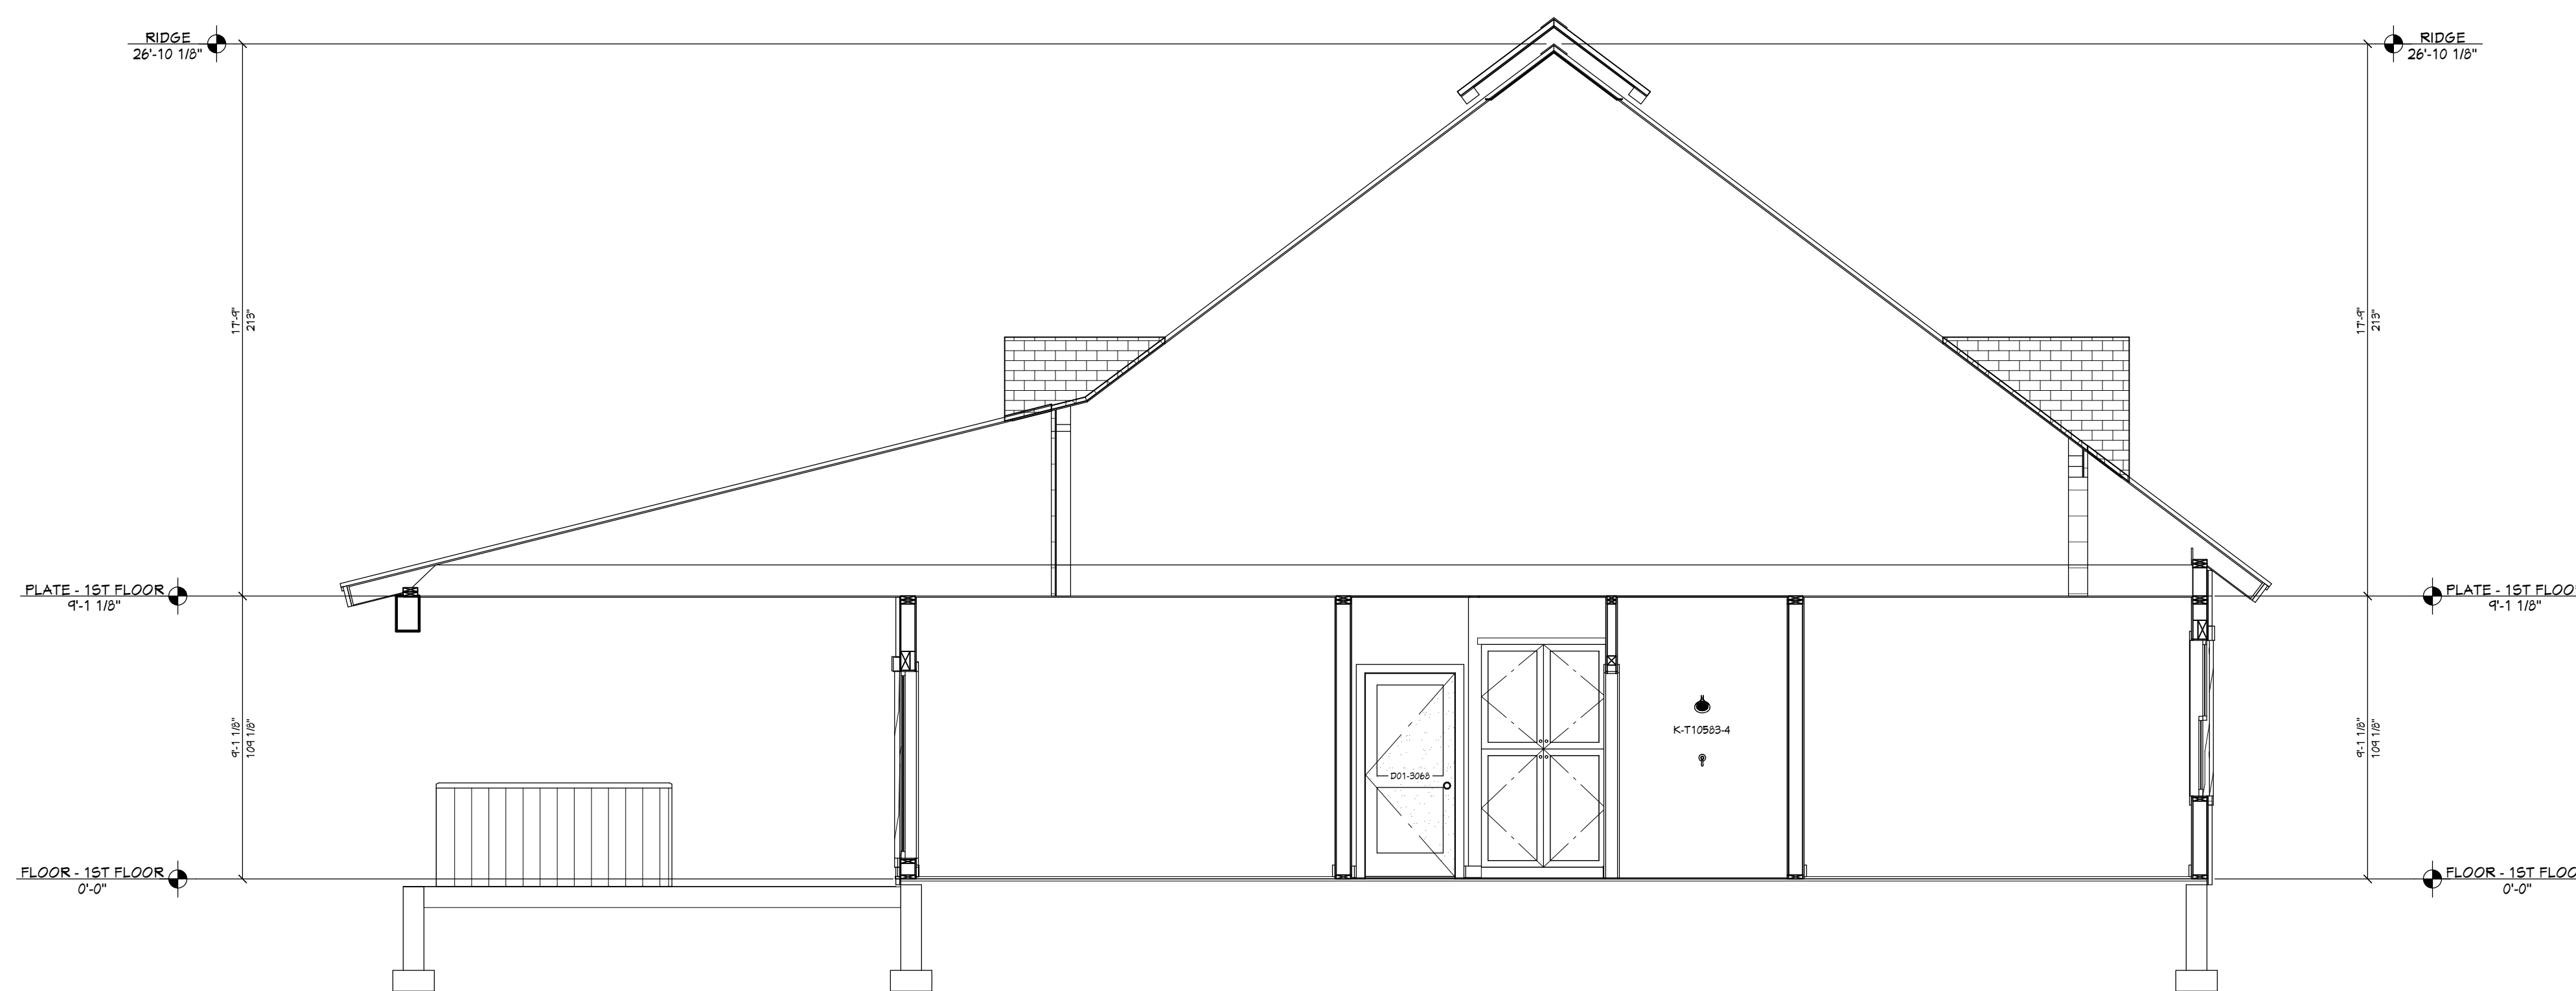 RIDGE
26'-10 1/8"
RIDGE
26'-10 1/8"
17'-9"
213"
17'-9"
213"
PLATE - 1ST FLOOR
9'-1 1/8"
PLATE - 1ST FLOO
9'-1 1/8"
9'-1 1/8"
109 1/8"
K-T10583-4
D01-3068
9'-1 1/8"
109 1/8"
FLOOR - 1ST FLOOR
0'-0"
FLOOR - 1ST FLOO
0'-0"